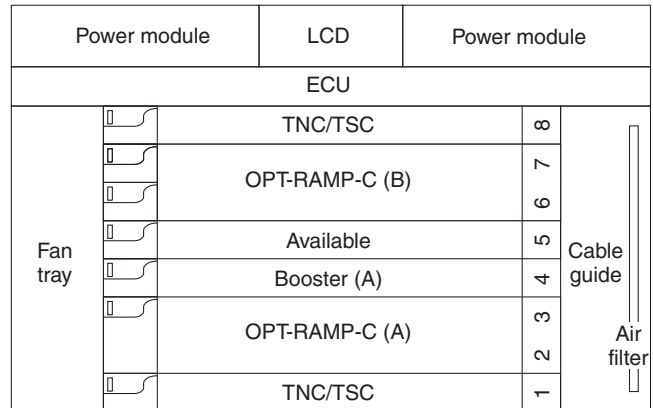 Power module
LCD
Power module
ECU
TNC/TSC
8
OPT-RAMP-C (B)
7
6
Available
5
Booster (A)
4
OPT-RAMP-C (A)
3
2
TNC/TSC
1
Fan
tray
Cable
guide
Air
filter